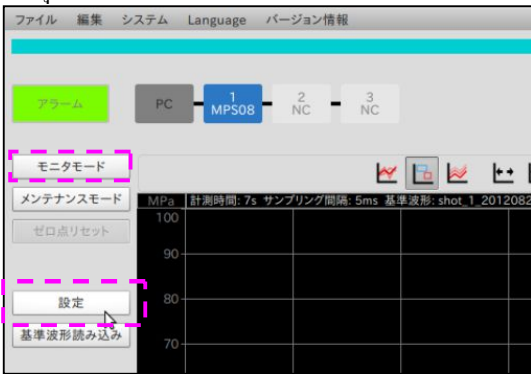 ファイル 編集 システム Language バージョン情報
アラーム PC 1 MPS08 2 NC 3 NC
モニタモード
メンテナンスモード
MPa 計測時間: 7s サンプリング間隔: 5ms 基準波形: shot_1_2012082
ゼロ点リセット
100
90
設定
80
基準波形読み込み
70